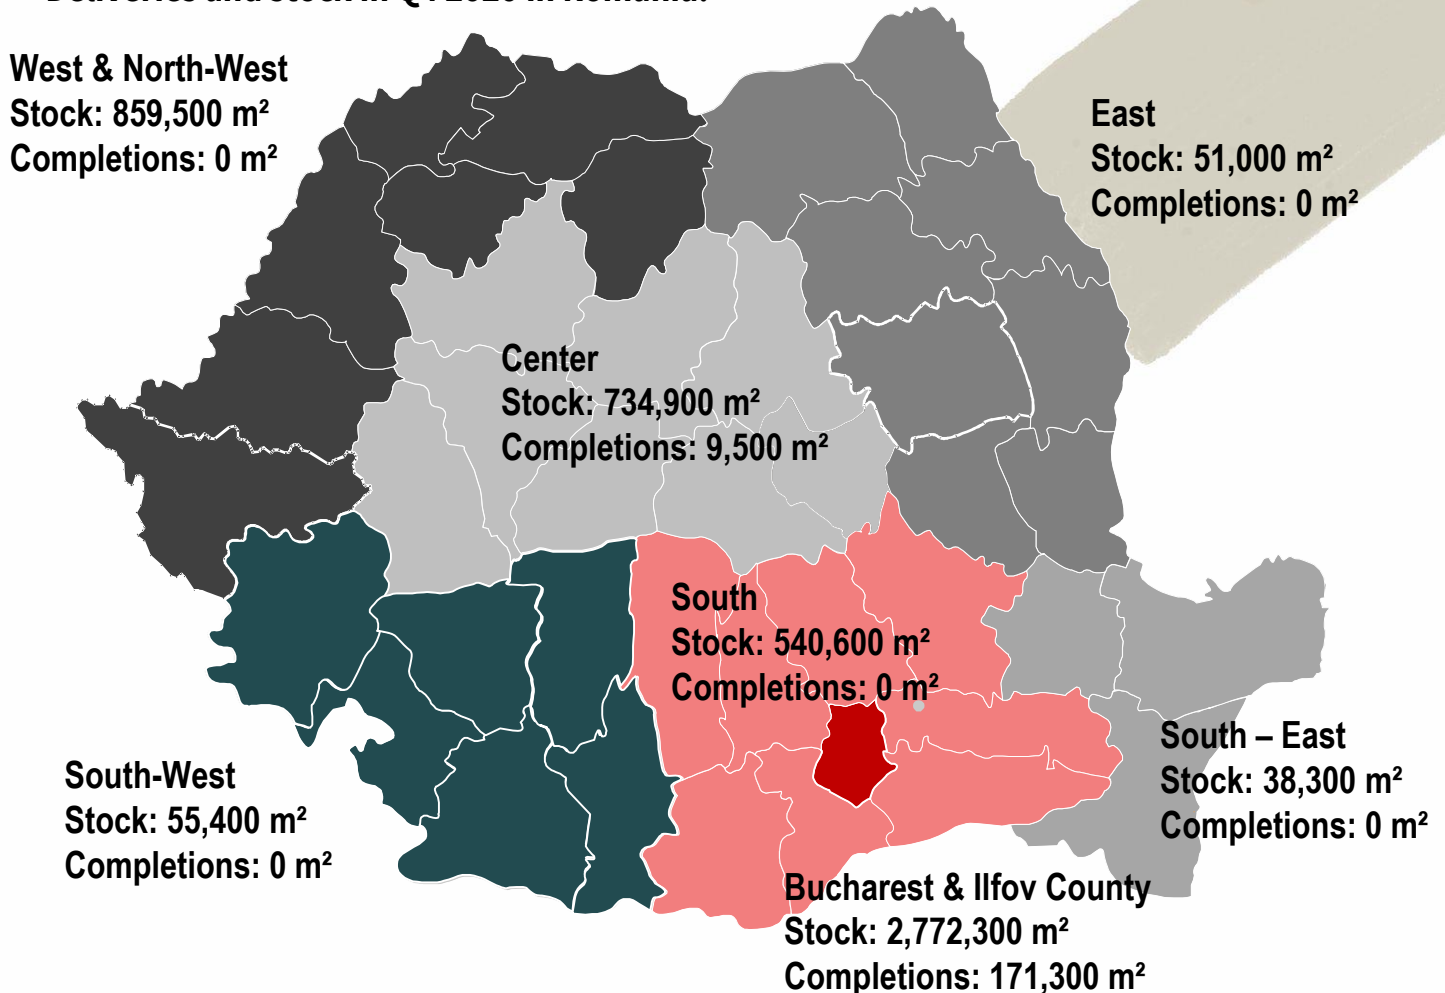 West & North-West
Stock: 859,500 m²
Completions: 0 m²
East
Stock: 51,000 m²
Completions: 0 m²
Center
Stock: 734,900 m²
Completions: 9,500 m²
South
Stock: 540,600 m²
Completions: 0 m²
South – East
Stock: 38,300 m²
Completions: 0 m²
South-West
Stock: 55,400 m²
Completions: 0 m²
Bucharest & Ilfov County
Stock: 2,772,300 m²
Completions: 171,300 m²